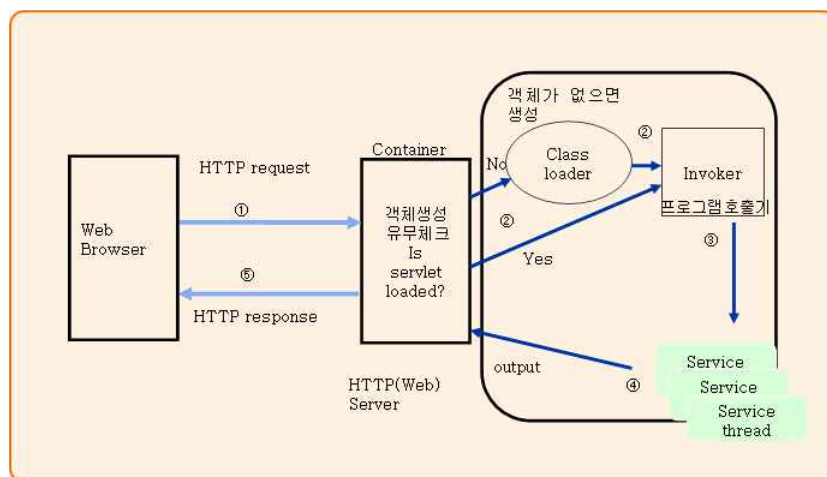 객체가 없으면
생성
②
Container
HTTP request
No
Class
loader
Invoker
프로그램호출기
①
객체생성
유무체크
Is
servlet
loaded?
②
Web
Browser
③
Yes
⑤
HTTP response
output
④
Service
Service
Service
thread
HTTP(Web)
Server